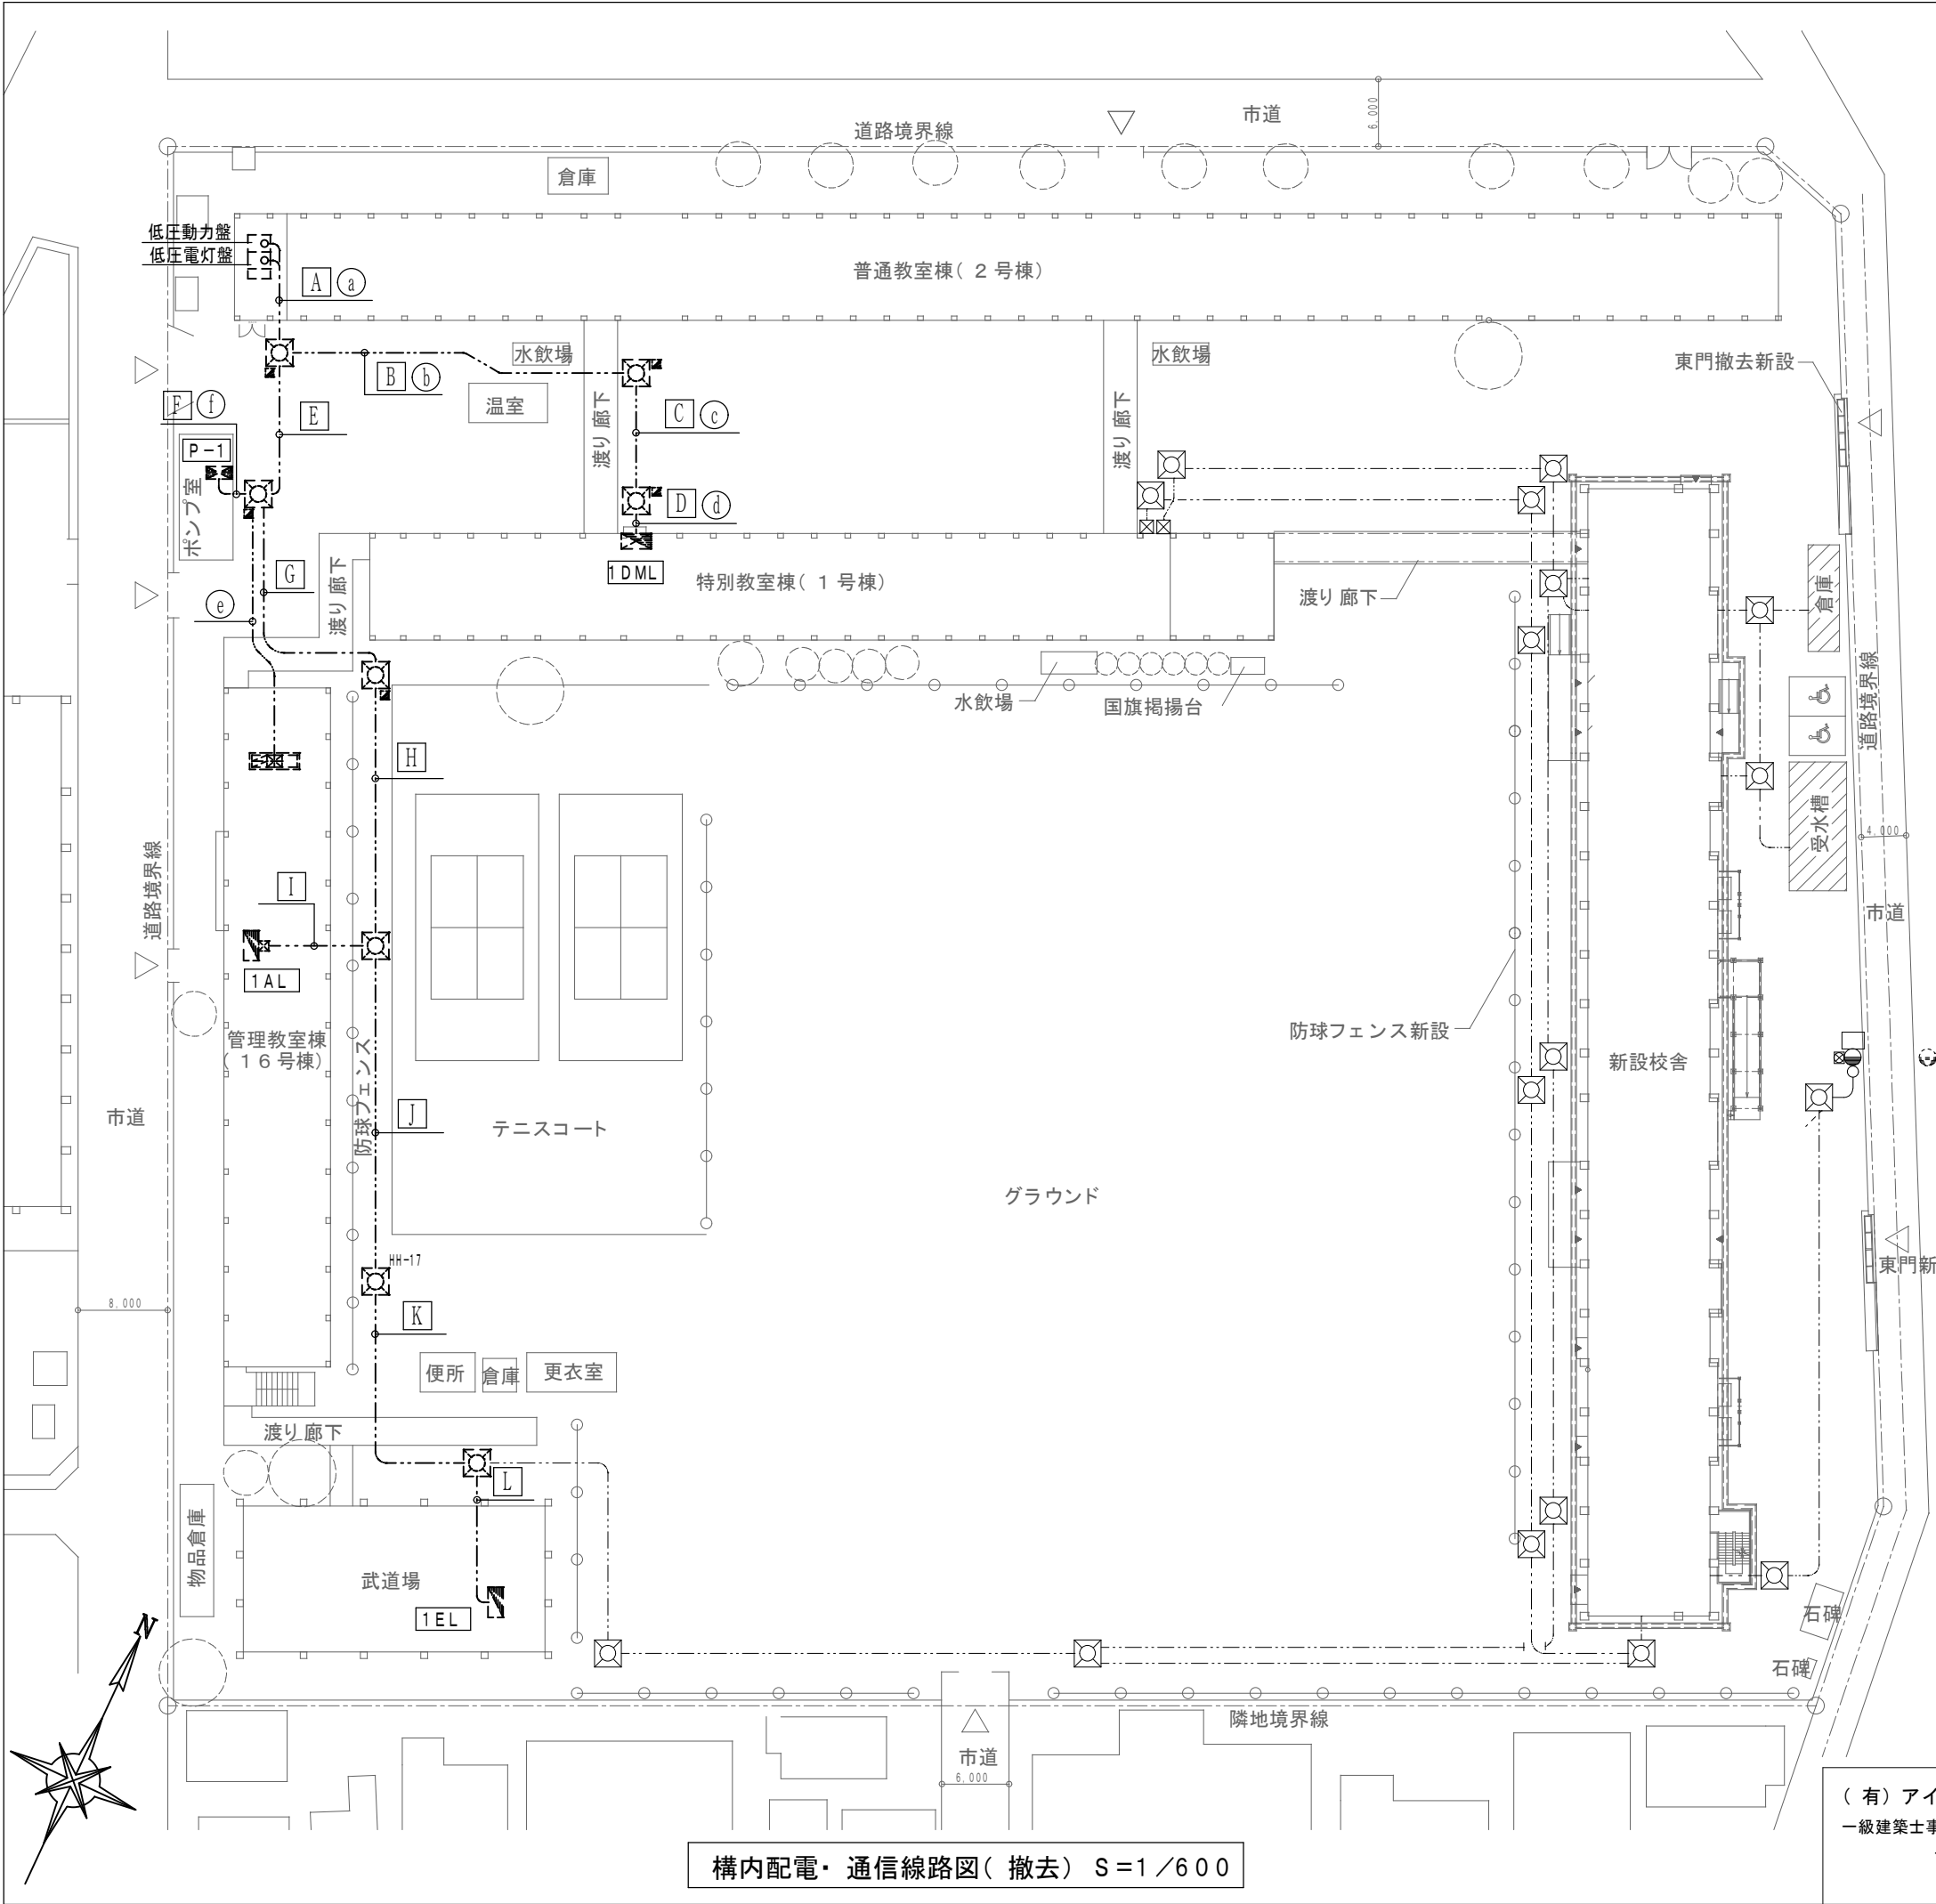 市道
6,000
道路境界線
倉庫
低圧動力盤
低圧電灯盤
A a
普通教室棟( 2 号棟)
水飲場
水飲場
東門撤去新設
B b
F f
温室
E
C c
渡り廊下
渡り廊下
P-1
D d
ポンプ室
1DML
特別教室棟( 1 号棟)
渡り廊下
G
e
渡り廊下
倉庫
道路境界線
水飲場
国旗掲揚台
H
受水槽
4,000
道路境界線
I
市道
1AL
管理教室棟
( 1 6 号棟)
防球フェンス
防球フェンス新設
新設校舎
市道
J
テニスコート
グラウンド
HH-17
東門新
8,000
K
便所
倉庫
更衣室
渡り廊下
L
物品倉庫
武道場
1EL
石碑
石碑
N
隣地境界線
市道
6,000
( 有) アイ
一級建築士事
構内配電・ 通信線路図( 撤去) S=1／6 0 0